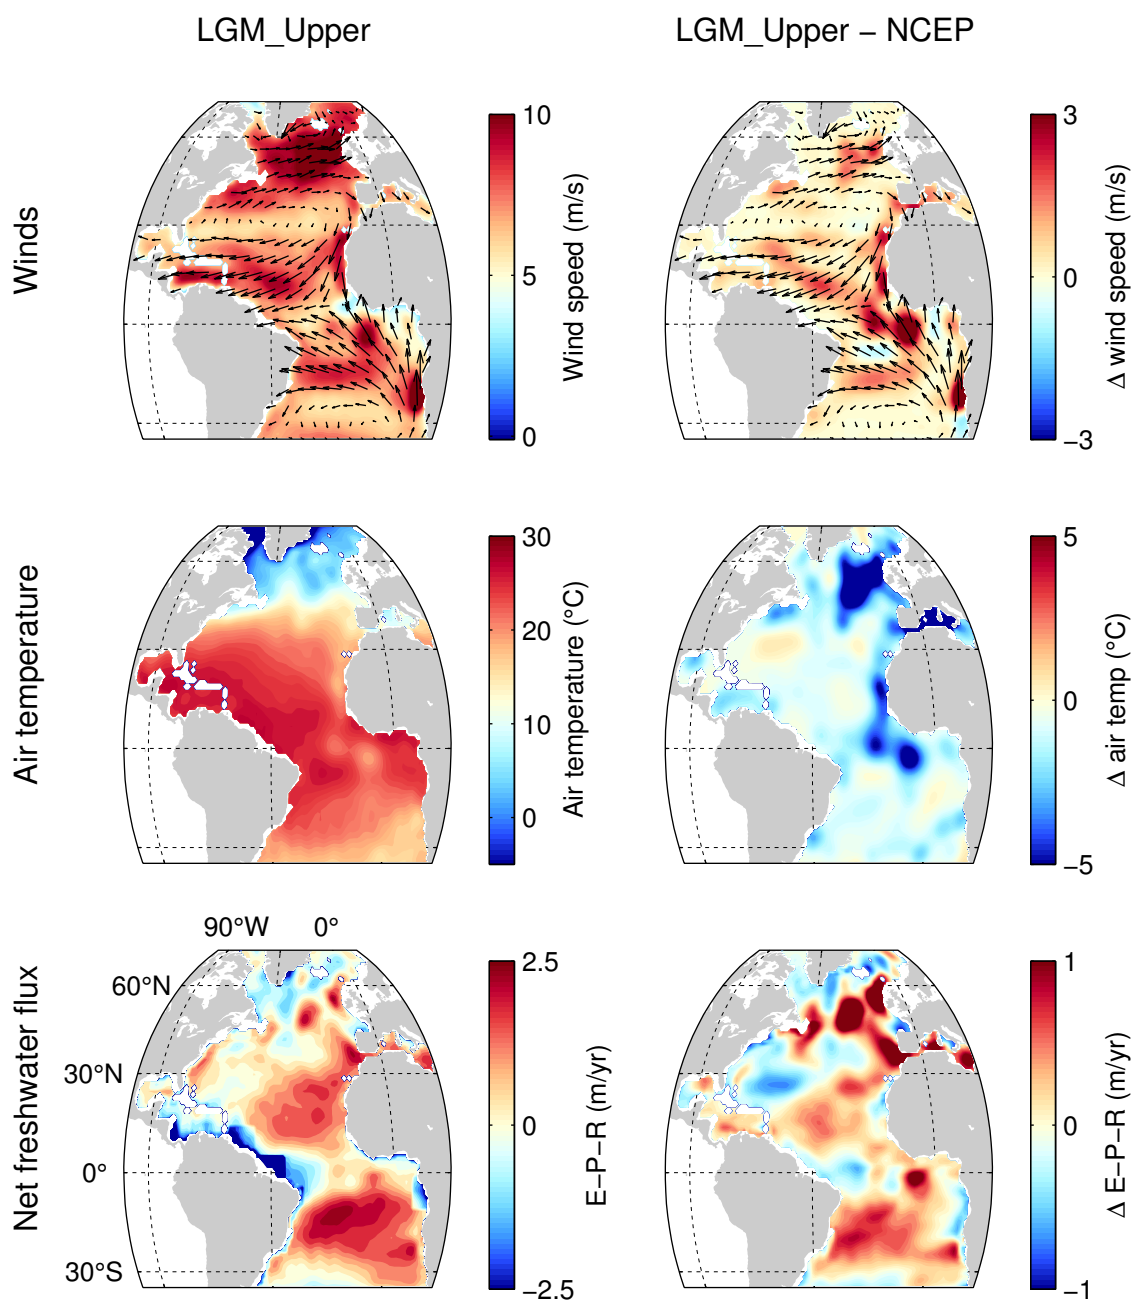 LGM_Upper
LGM_Upper − NCEP
Winds
10
5
0
Wind speed (m/s)
3
0
−3
Δ wind speed (m/s)
Air temperature
30
20
10
0
Air temperature (°C)
5
0
−5
Δ air temp (°C)
Net freshwater flux
90°W
0°
60°N
30°N
0°
30°S
2.5
0
−2.5
E−P−R (m/yr)
1
0
−1
Δ E−P−R (m/yr)